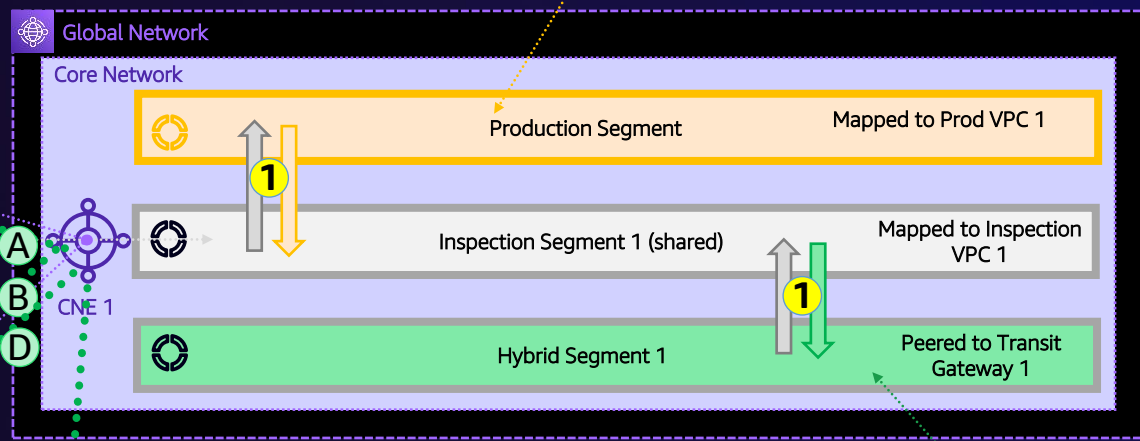 Global Network
Core Network
Production Segment
Mapped to Prod VPC 1
1
A
Inspection Segment 1 (shared)
Mapped to Inspection
VPC 1
B
CNE 1
1
D
Hybrid Segment 1
Peered to Transit
Gateway 1